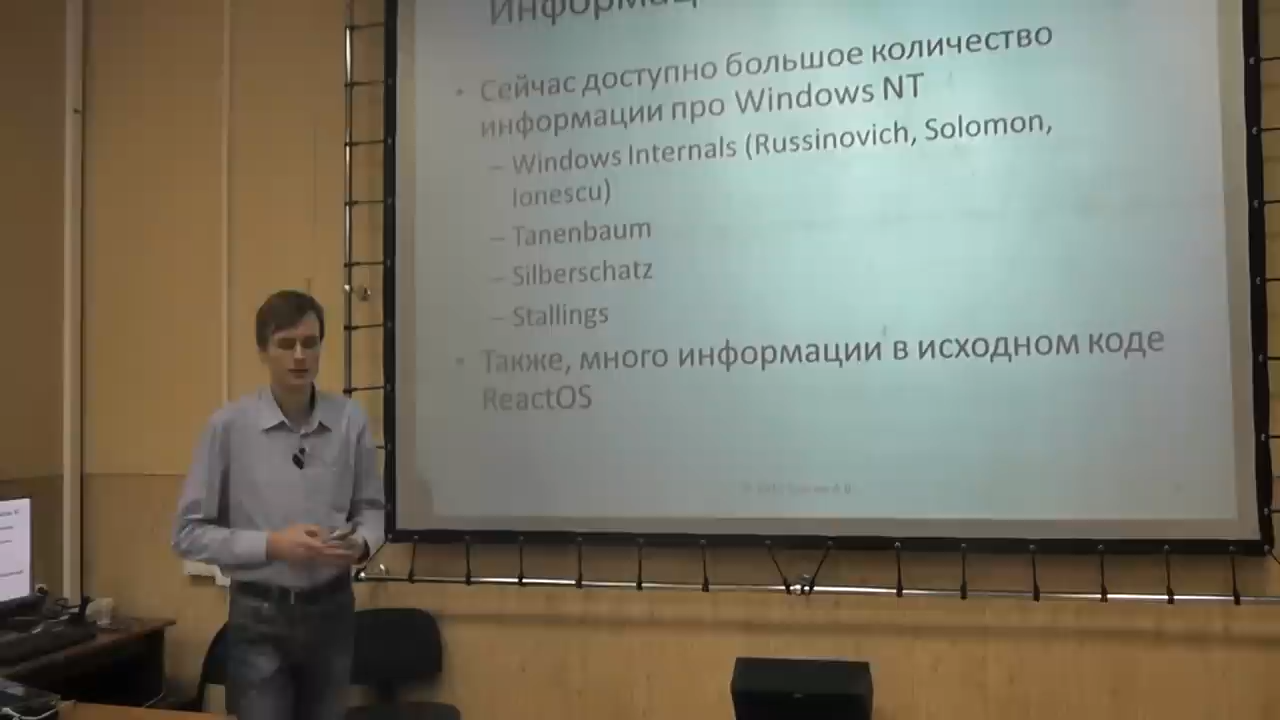 Сейчас доступно большое количество
информации про Windows NT
– Windows Internals (Russinovich, Solomon,
Ionescu)
– Tanenbaum
– Silberschatz
– Stallings
Также, много информации в исходном коде
ReactOS